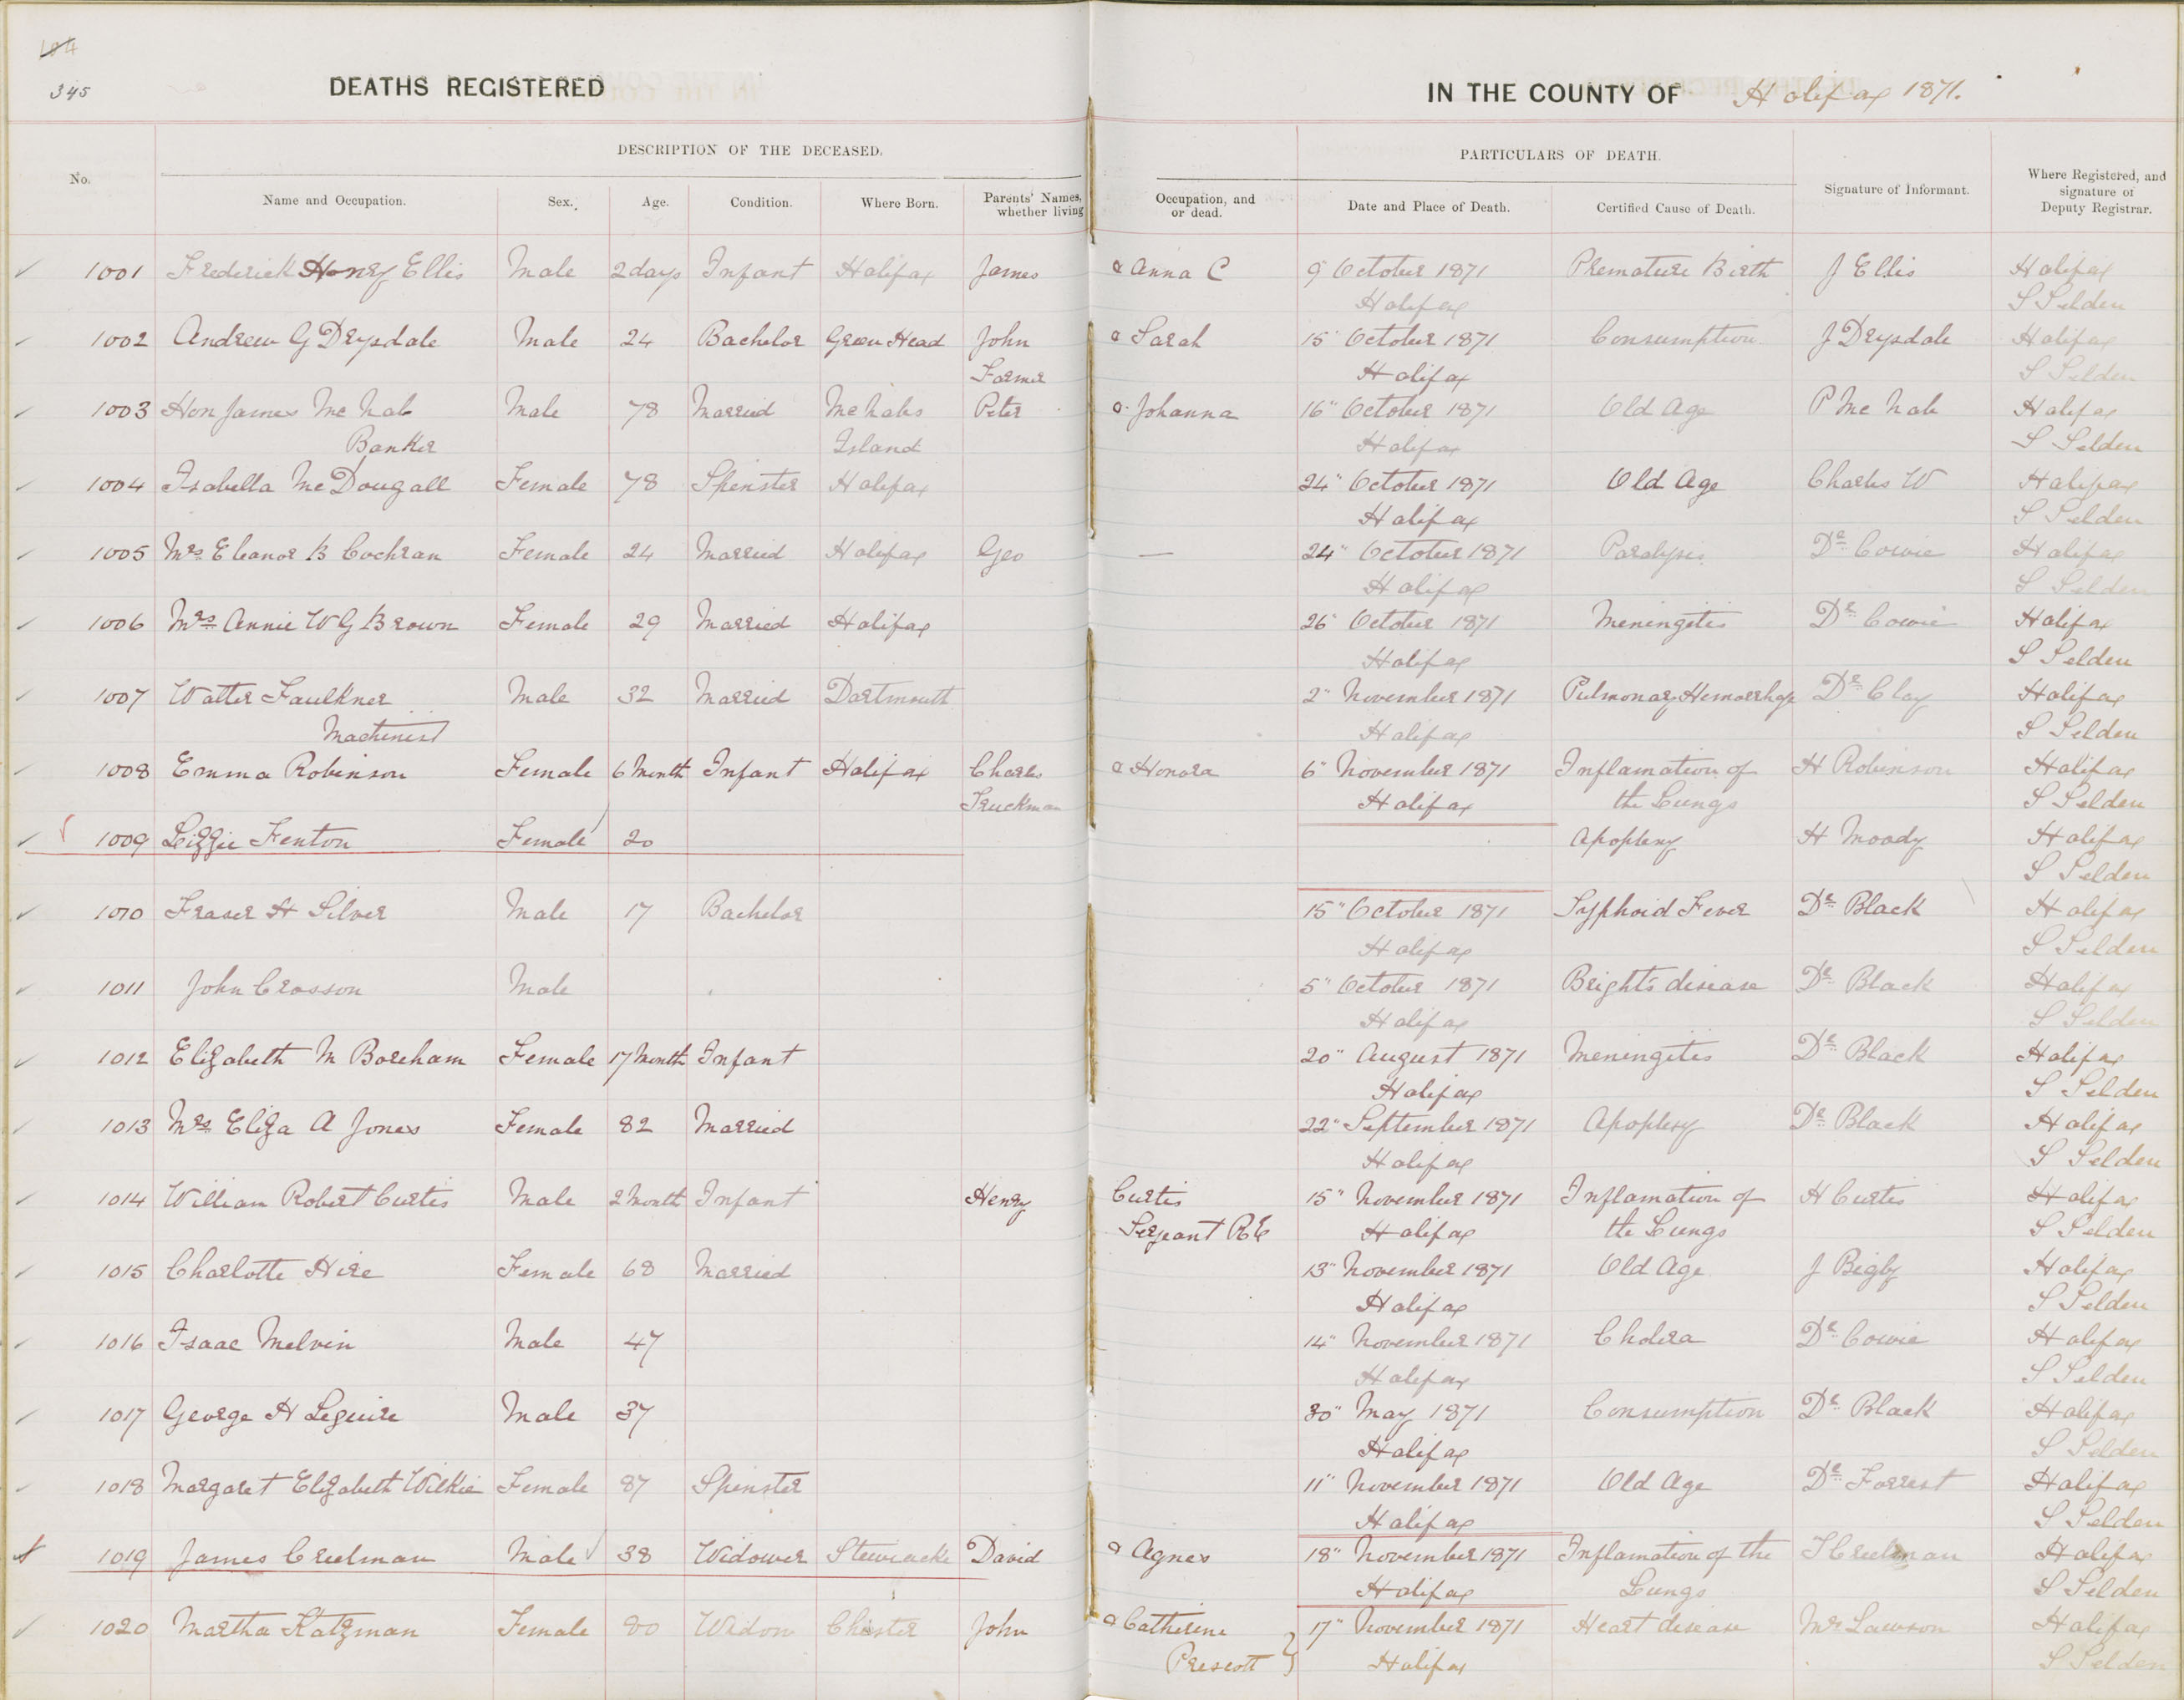 104
345
DEATHS REGISTERED IN THE COUNTY OF Halifax 1871.
DESCRIPTION OF THE DECEASED. PARTICULARS OF DEATH.
No. Name and Occupation. Sex. Age. Condition. Where Born. Parents' Names, whether living Occupation, and or dead. Date and Place of Death. Certified Cause of Death. Signature of Informant. Where Registered, and signature of Deputy Registrar.
1001 Frederick Henry Ellis Male 2 days Infant Halifax James & Anna C 9 October 1871 Premature Birth J Ellis Halifax
Halifax S Selden
1002 Andrew G Drysdale Male 24 Bachelor Green Head John & Sarah 15" October 1871 Consumption J Drysdale Halifax
Farmer Halifax S Selden
1003 Hon James Mc Nab Male 78 Married Mc Nabs Peter & Johanna 16" October 1871 Old Age P Mc Nab Halifax
Banker Island Halifax S Selden
1004 Isabella Mc Dougall Female 78 Spinster Halifax 24" October 1871 Old Age Charles W Halifax
Halifax S Selden
1005 Mrs Eleanor B Cochran Female 24 Married Halifax Geo — 24" October 1871 Paralysis Dr Cowie Halifax
Halifax S Selden
1006 Mrs Annie W G Brown Female 29 Married Halifax 26" October 1871 Meningitis Dr Cowie Halifax
Halifax S Selden
1007 Walter Faulkner Male 32 Married Dartmouth 2" November 1871 Pulmonary Hemorrhage Dr Clay Halifax
Machinest Halifax S Selden
1008 Emma Robinson Female 6 Month Infant Halifax Charles & Honora 6" November 1871 Inflamation of H Robinson Halifax
Truckman Halifax the Lungs S Selden
1009 Lizzie Fenton Female 20 Apoplexy H Moody Halifax
S Selden
1010 Fraser H Silver Male 17 Bachelor 15" October 1871 Typhoid Fever Dr Black Halifax
Halifax S Selden
1011 John Crosson Male 5" October 1871 Bright's disease Dr Black Halifax
Halifax S Selden
1012 Elizabeth M Boreham Female 17 Month Infant 20" August 1871 Meningitis Dr Black Halifax
Halifax S Selden
1013 Mrs Eliza A Jones Female 82 Married 22" September 1871 Apoplexy Dr Black Halifax
Halifax S Selden
1014 William Robert Curtis Male 2 Month Infant Henry Curtis 15" November 1871 Inflamation of H Curtis Halifax
Sergeant RE Halifax the Lungs S Selden
1015 Charlotte Hire Female 68 Married 13" November 1871 Old Age J Bigby Halifax
Halifax S Selden
1016 Isaac Melvin Male 47 14" November 1871 Cholera Dr Cowie Halifax
Halifax S Selden
1017 George H Leguire Male 37 30" May 1871 Consumption Dr Black Halifax
Halifax S Selden
1018 Margaret Elizabeth Wilkie Female 87 Spinster 11" November 1871 Old Age Dr Forrest Halifax
Halifax S Selden
1019 James Creelman Male 38 Widower Stewiacke David & Agnes 18" November 1871 Inflamation of the J Creelman Halifax
Halifax Lungs S Selden
1020 Martha Katzman Female 80 Widow Chester John & Catherine 17" November 1871 Heart disease Mr Lawson Halifax
Prescott Halifax S Selden